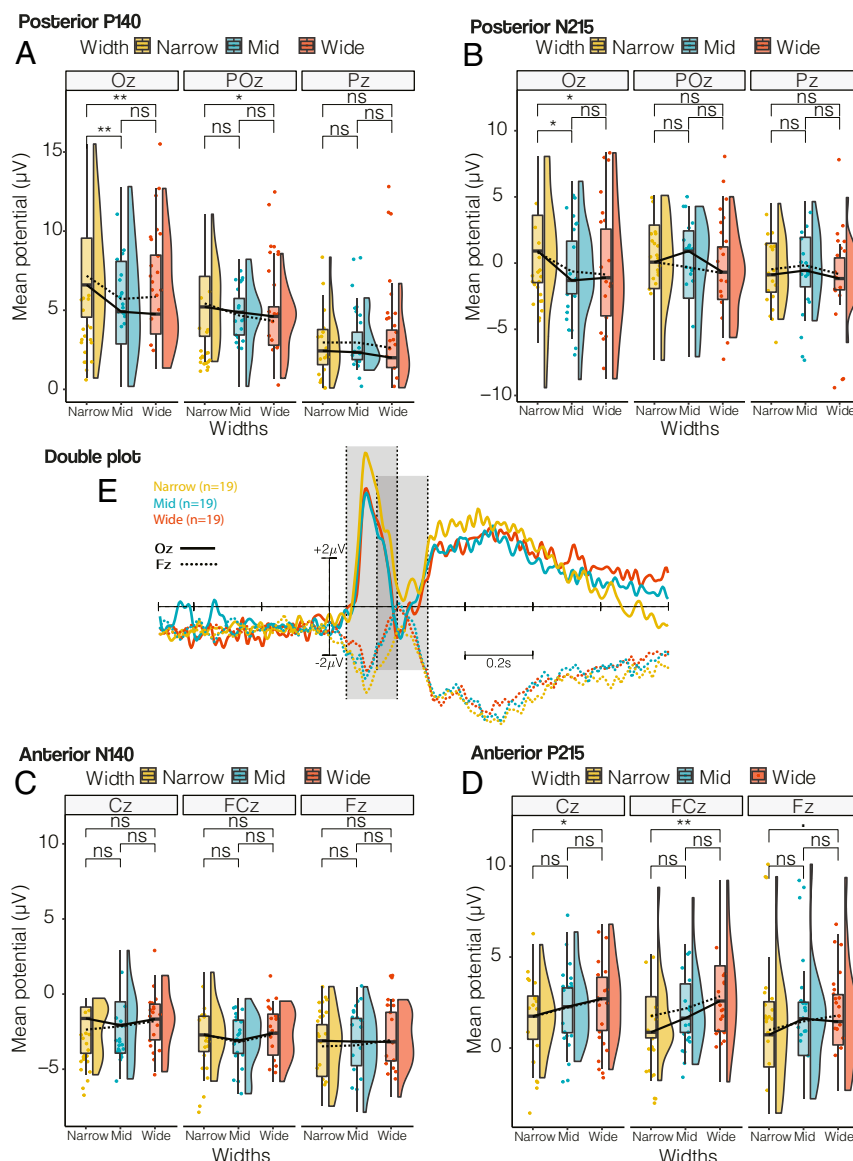 Posterior P140
A
Width Narrow Mid Wide
Oz POz Pz
** * ns
** ns ns ns ns ns
Mean potential (µV)
15
10
5
0
Narrow Mid Wide Narrow Mid Wide Narrow Mid Wide
Widths
Posterior N215
B
Width Narrow Mid Wide
Oz POz Pz
* ns ns
* ns ns ns ns ns
Mean potential (µV)
10
5
0
−5
−10
Narrow Mid Wide Narrow Mid Wide Narrow Mid Wide
Widths
Double plot
E
Narrow (n=19)
Mid (n=19)
Wide (n=19)
Oz
Fz
+2µV
-2µV
0.2s
Anterior N140
C
Width Narrow Mid Wide
Cz FCz Fz
ns ns ns
ns ns ns ns ns ns
Mean potential (µV)
10
5
0
−5
Narrow Mid Wide Narrow Mid Wide Narrow Mid Wide
Widths
Anterior P215
D
Width Narrow Mid Wide
Cz FCz Fz
* ** .
ns ns ns ns ns ns
Mean potential (µV)
10
5
0
Narrow Mid Wide Narrow Mid Wide Narrow Mid Wide
Widths